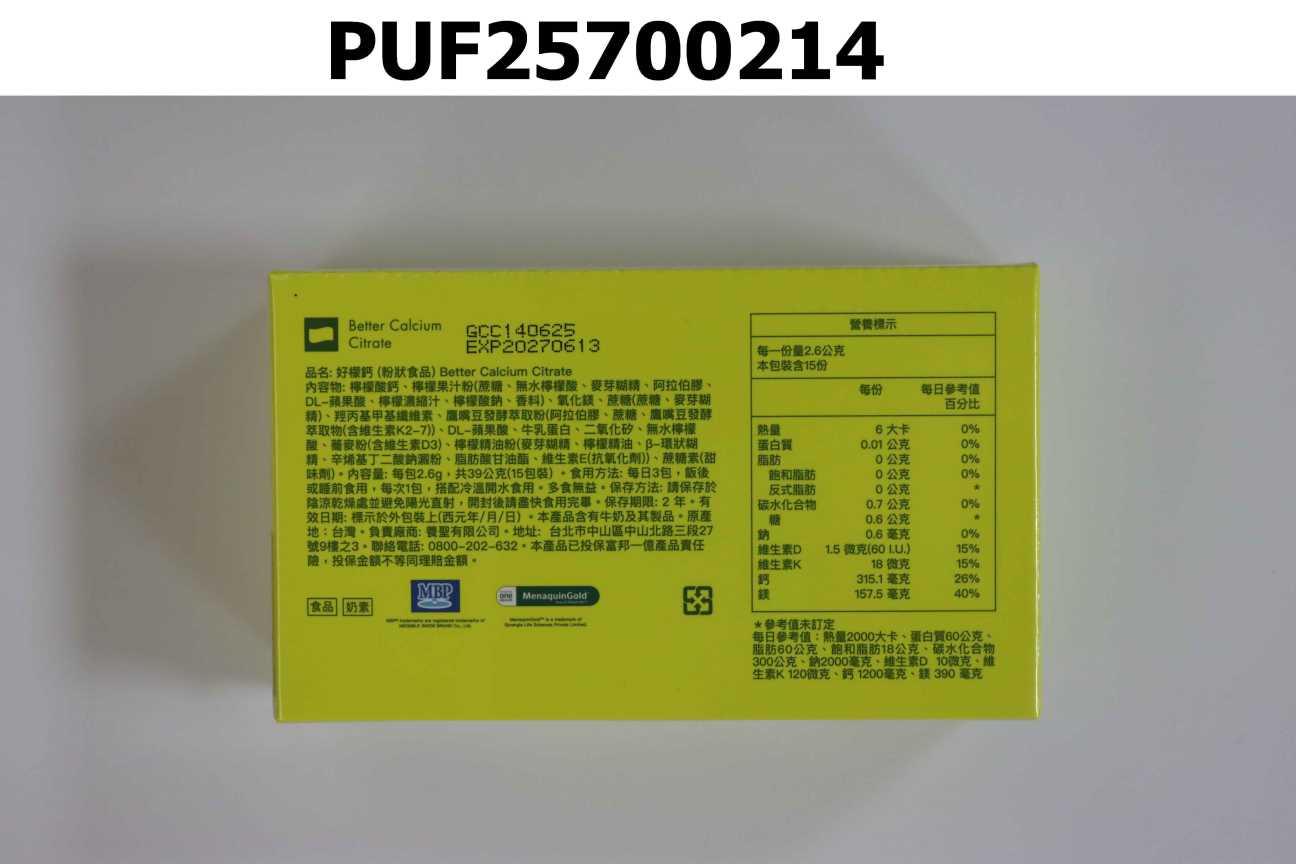 PUF25700214
Better Calcium
Citrate
GCC140625
EXP20270613
品名: 好檬鈣 (粉狀食品) Better Calcium Citrate
內容物: 檸檬酸鈣、檸檬果汁粉(蔗糖、無水檸檬酸、麥芽糊精、阿拉伯膠、
DL-蘋果酸、檸檬濃縮汁、檸檬酸鈉、香料)、氧化鎂、蔗糖(蔗糖、麥芽糊
精)、羥丙基甲基纖維素、鷹嘴豆發酵萃取粉(阿拉伯膠、蔗糖、鷹嘴豆發酵
萃取物(含維生素K2-7))、DL-蘋果酸、牛乳蛋白、二氧化矽、無水檸檬
酸、蕎麥粉(含維生素D3)、檸檬精油粉(麥芽糊精、檸檬精油、β-環狀糊
精、辛烯基丁二酸鈉澱粉、脂肪酸甘油酯、維生素E(抗氧化劑))、蔗糖素(甜
味劑)。內容量: 每包2.6g，共39公克(15包裝) 。食用方法: 每日3包，飯後
或睡前食用，每次1包，搭配冷溫開水食用。多食無益。保存方法: 請保存於
陰涼乾燥處並避免陽光直射，開封後請盡快食用完畢。保存期限: 2 年。有
效日期: 標示於外包裝上(西元年/月/日) 。本產品含有牛奶及其製品。原產
地：台灣。負責廠商: 養聖有限公司。地址: 台北市中山區中山北路三段27
號9樓之3。聯絡電話: 0800-202-632。本產品已投保富邦一億產品責任
險，投保金額不等同理賠金額。
食品 奶素
MBP
one MenaquinGold
MenaquinGold™ is a trademark of
Synergia Life Sciences Private Limited.
營養標示
每一份量2.6公克
本包裝含15份
每份 每日參考值
百分比
熱量 6 大卡 0%
蛋白質 0.01 公克 0%
脂肪 0 公克 0%
飽和脂肪 0 公克 0%
反式脂肪 0 公克 *
碳水化合物 0.7 公克 0%
糖 0.6 公克 *
鈉 0.6 毫克 0%
維生素D 1.5 微克(60 I.U.) 15%
維生素K 18 微克 15%
鈣 315.1 毫克 26%
鎂 157.5 毫克 40%
＊參考值未訂定
每日參考值：熱量2000大卡、蛋白質60公克、
脂肪60公克、飽和脂肪18公克、碳水化合物
300公克、鈉2000毫克、維生素D 10微克、維
生素K 120微克、鈣 1200毫克、鎂 390 毫克